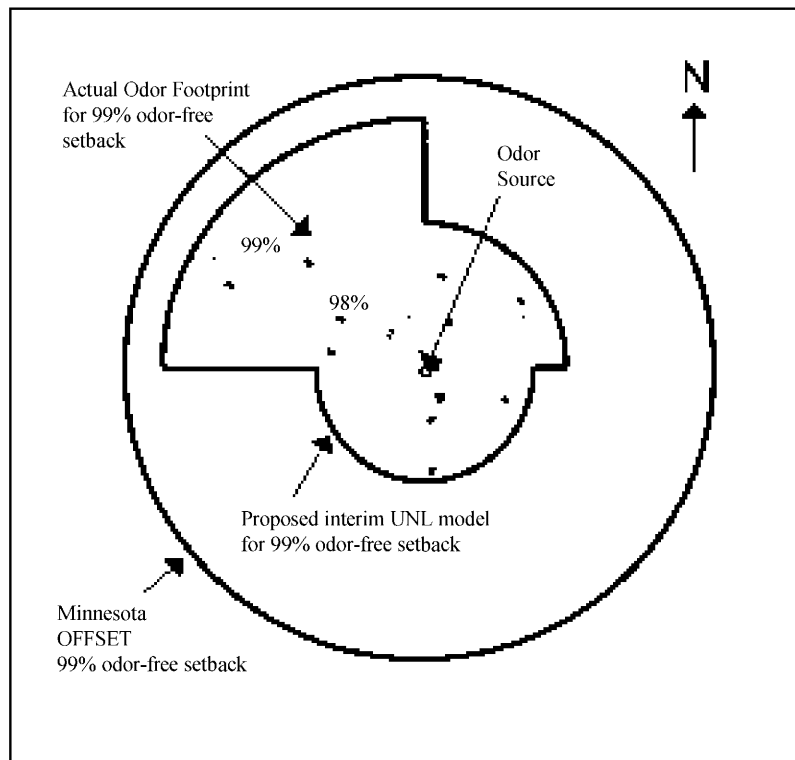 N
Actual Odor Footprint
for 99% odor-free
setback
Odor
Source
99%
98%
Proposed interim UNL model
for 99% odor-free setback
Minnesota
OFFSET
99% odor-free setback